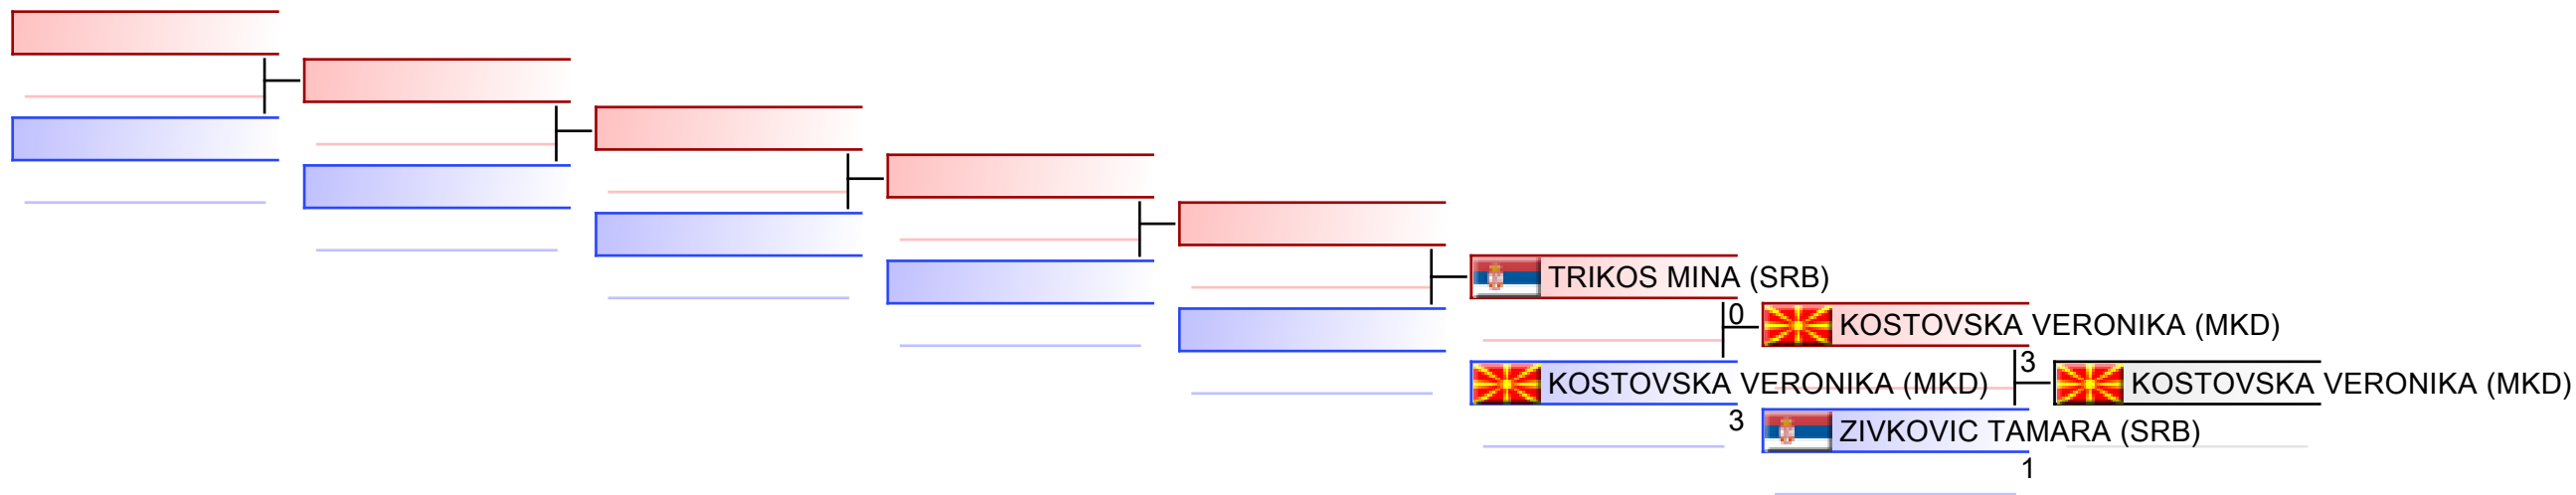 TRIKOS MINA (SRB)
0
KOSTOVSKA VERONIKA (MKD)
3
KOSTOVSKA VERONIKA (MKD)
KOSTOVSKA VERONIKA (MKD)
3
ZIVKOVIC TAMARA (SRB)
1